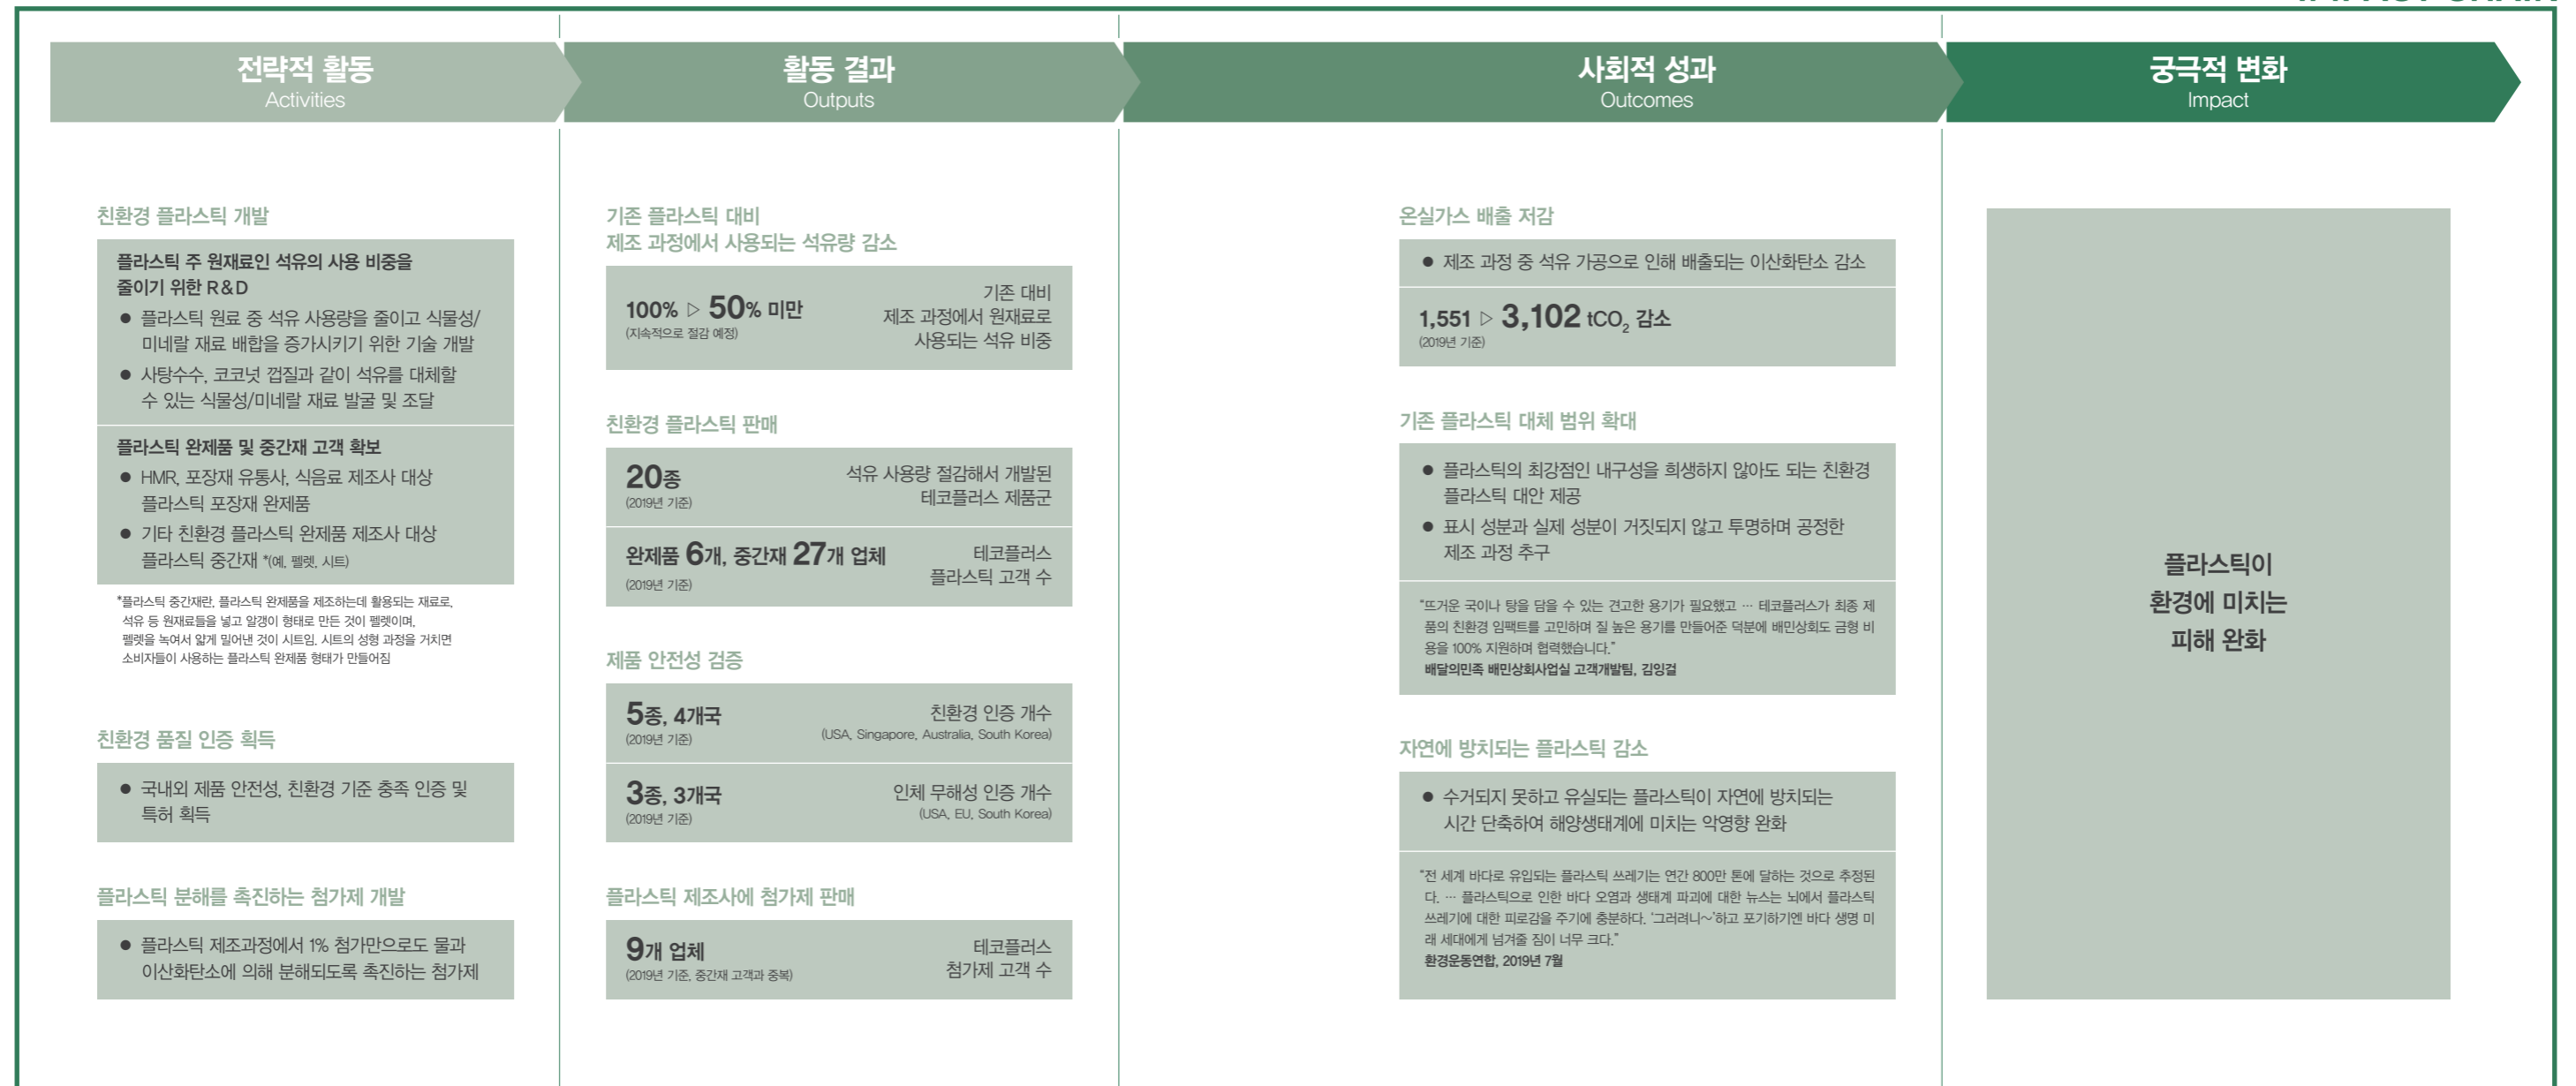 전략적 활동
Activities
활동 결과
Outputs
사회적 성과
Outcomes
궁극적 변화
Impact
친환경 플라스틱 개발
플라스틱 주 원재료인 석유의 사용 비중을
줄이기 위한 R&D
● 플라스틱 원료 중 석유 사용량을 줄이고 식물성/
미네랄 재료 배합을 증가시키기 위한 기술 개발
● 사탕수수, 코코넛 껍질과 같이 석유를 대체할
수 있는 식물성/미네랄 재료 발굴 및 조달
플라스틱 완제품 및 중간재 고객 확보
● HMR, 포장재 유통사, 식음료 제조사 대상
플라스틱 포장재 완제품
● 기타 친환경 플라스틱 완제품 제조사 대상
플라스틱 중간재 *(예, 펠렛, 시트)
*플라스틱 중간재란, 플라스틱 완제품을 제조하는데 활용되는 재료로,
석유 등 원재료들을 넣고 알갱이 형태로 만든 것이 펠렛이며,
펠렛을 녹여서 얇게 밀어낸 것이 시트임. 시트의 성형 과정을 거치면
소비자들이 사용하는 플라스틱 완제품 형태가 만들어짐
친환경 품질 인증 획득
● 국내외 제품 안전성, 친환경 기준 충족 인증 및
특허 획득
플라스틱 분해를 촉진하는 첨가제 개발
● 플라스틱 제조과정에서 1% 첨가만으로도 물과
이산화탄소에 의해 분해되도록 촉진하는 첨가제
기존 플라스틱 대비
제조 과정에서 사용되는 석유량 감소
100% ▷ 50% 미만
(지속적으로 절감 예정)
기존 대비
제조 과정에서 원재료로
사용되는 석유 비중
친환경 플라스틱 판매
20종
(2019년 기준)
석유 사용량 절감해서 개발된
테코플러스 제품군
완제품 6개, 중간재 27개 업체
(2019년 기준)
테코플러스
플라스틱 고객 수
제품 안전성 검증
5종, 4개국
(2019년 기준)
친환경 인증 개수
(USA, Singapore, Australia, South Korea)
3종, 3개국
(2019년 기준)
인체 무해성 인증 개수
(USA, EU, South Korea)
플라스틱 제조사에 첨가제 판매
9개 업체
(2019년 기준, 중간재 고객과 중복)
테코플러스
첨가제 고객 수
온실가스 배출 저감
● 제조 과정 중 석유 가공으로 인해 배출되는 이산화탄소 감소
1,551 ▷ 3,102 tCO₂ 감소
(2019년 기준)
기존 플라스틱 대체 범위 확대
● 플라스틱의 최강점인 내구성을 희생하지 않아도 되는 친환경
플라스틱 대안 제공
● 표시 성분과 실제 성분이 거짓되지 않고 투명하며 공정한
제조 과정 추구
“뜨거운 국이나 탕을 담을 수 있는 견고한 용기가 필요했고 … 테코플러스가 최종 제
품의 친환경 임팩트를 고민하며 질 높은 용기를 만들어준 덕분에 배민상회도 금형 비
용을 100% 지원하며 협력했습니다.”
배달의민족 배민상회사업실 고객개발팀, 김잉걸
자연에 방치되는 플라스틱 감소
● 수거되지 못하고 유실되는 플라스틱이 자연에 방치되는
시간 단축하여 해양생태계에 미치는 악영향 완화
“전 세계 바다로 유입되는 플라스틱 쓰레기는 연간 800만 톤에 달하는 것으로 추정된
다. … 플라스틱으로 인한 바다 오염과 생태계 파괴에 대한 뉴스는 뇌에서 플라스틱
쓰레기에 대한 피로감을 주기에 충분하다. ‘그러려니~’하고 포기하기엔 바다 생명 미
래 세대에게 넘겨줄 짐이 너무 크다.”
환경운동연합, 2019년 7월
플라스틱이
환경에 미치는
피해 완화